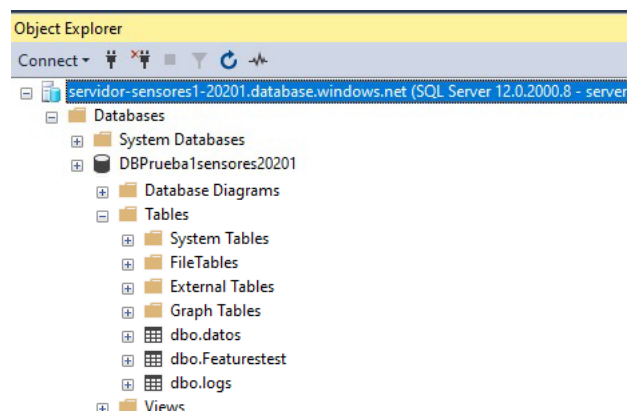 Object Explorer
Connect
servidor-sensores1-20201.database.windows.net (SQL Server 12.0.2000.8 - server
Databases
System Databases
DBPrueba1sensores20201
Database Diagrams
Tables
System Tables
FileTables
External Tables
Graph Tables
dbo.datos
dbo.Featurestest
dbo.logs
Views